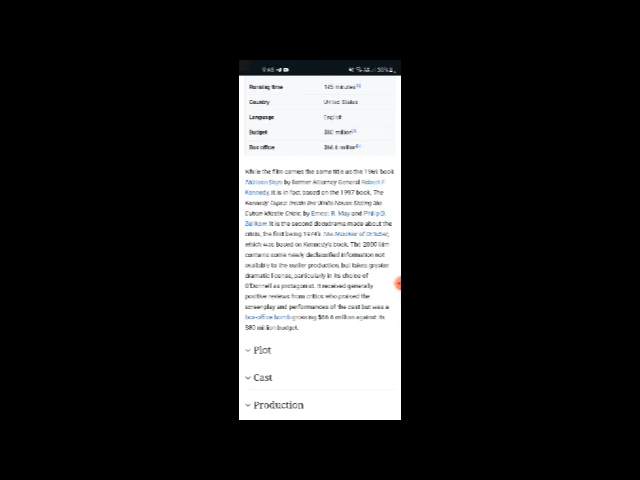 Running time 145 minutes
Country United States
Language English
Budget $80 million
Box office $66.6 million
While the film carries the same title as the 1969 book
Thirteen Days by former Attorney General Robert F.
Kennedy, it is in fact based on the 1997 book, The
Kennedy Tapes: Inside the White House During the
Cuban Missile Crisis, by Ernest R. May and Philip D.
Zelikow. It is the second docudrama made about the
crisis, the first being 1974's The Missiles of October,
which was based on Kennedy's book. The 2000 film
contains some newly declassified information not
available to the earlier production, but takes greater
dramatic license, particularly in its choice of
O'Donnell as protagonist. It received generally
positive reviews from critics who praised the
screenplay and performances of the cast but was a
box-office bomb grossing $66.6 million against its
$80 million budget.
Plot
Cast
Production